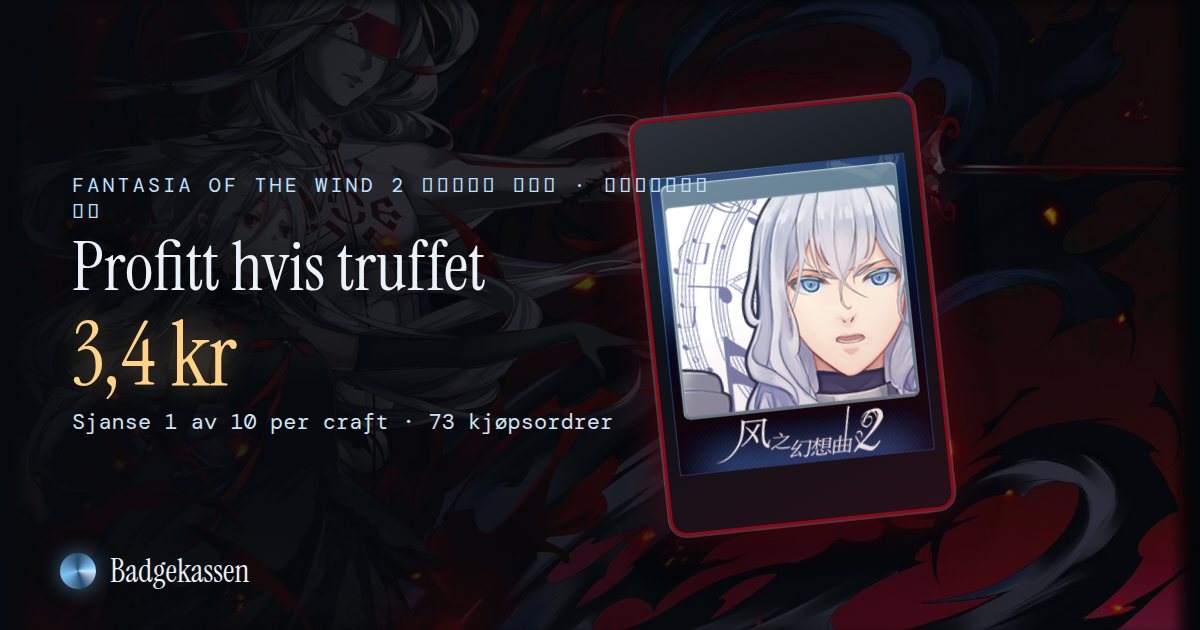 FANTASIA OF THE WIND 2 ▯▯▯▯▯ ▯▯▯ · ▯▯▯▯▯▯▯
▯▯
Profitt hvis truffet
3,4 kr
Sjanse 1 av 10 per craft · 73 kjøpsordrer
风之幻想曲2
Badgekassen